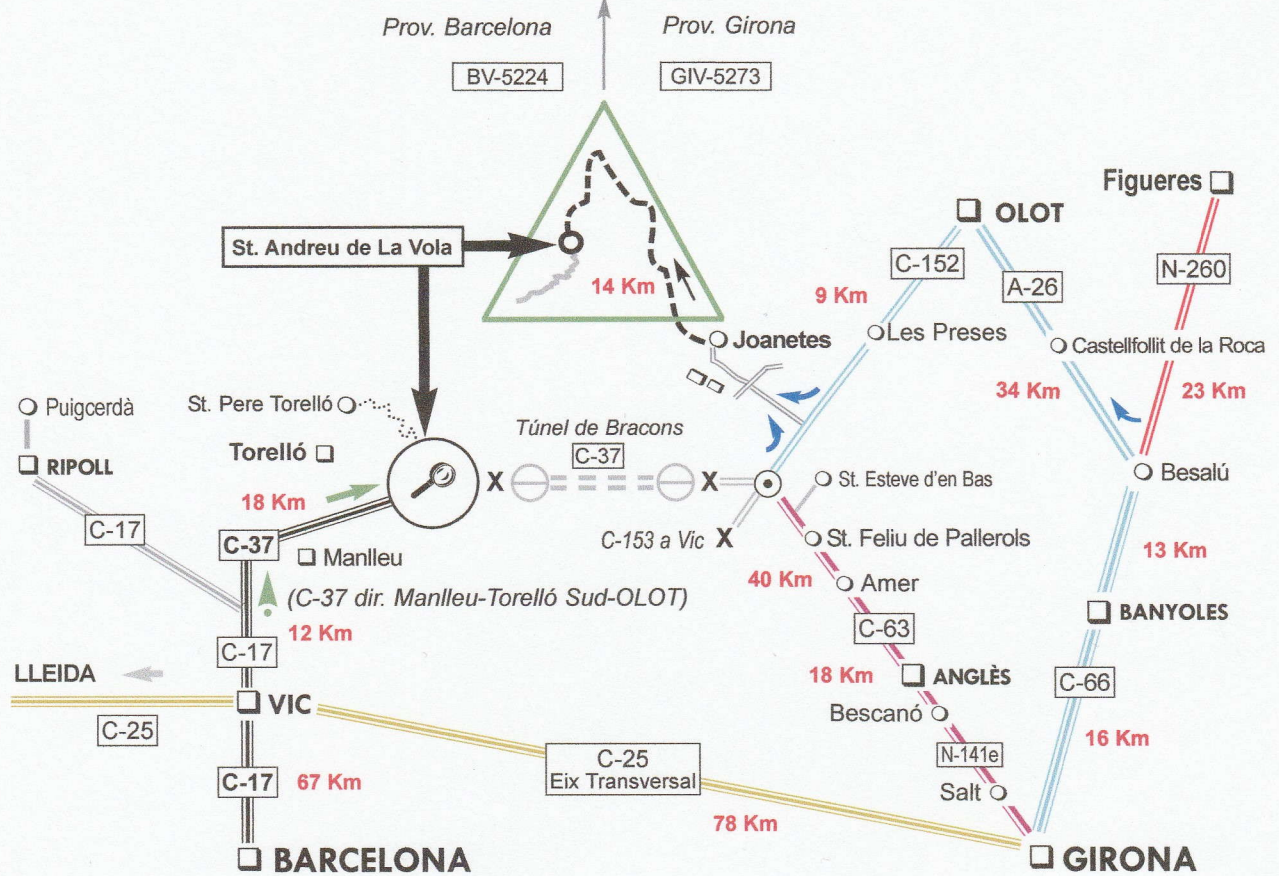 Prov. Barcelona
Prov. Girona
BV-5224
GIV-5273
Figueres
OLOT
St. Andreu de La Vola
C-152
N-260
14 Km
9 Km
A-26
Joanetes
Les Preses
Castellfollit de la Roca
34 Km
23 Km
Puigcerdà
St. Pere Torelló
Túnel de Bracons
Torelló
C-37
RIPOLL
X
X
St. Esteve d'en Bas
Besalú
18 Km
C-17
C-37
Manlleu
C-153 a Vic X
St. Feliu de Pallerols
13 Km
40 Km
Amer
(C-37 dir. Manlleu-Torelló Sud-OLOT)
12 Km
C-63
BANYOLES
C-17
LLEIDA
18 Km
ANGLÈS
C-66
VIC
C-25
Bescanó
16 Km
C-25
Eix Transversal
N-141e
C-17
67 Km
Salt
78 Km
BARCELONA
GIRONA